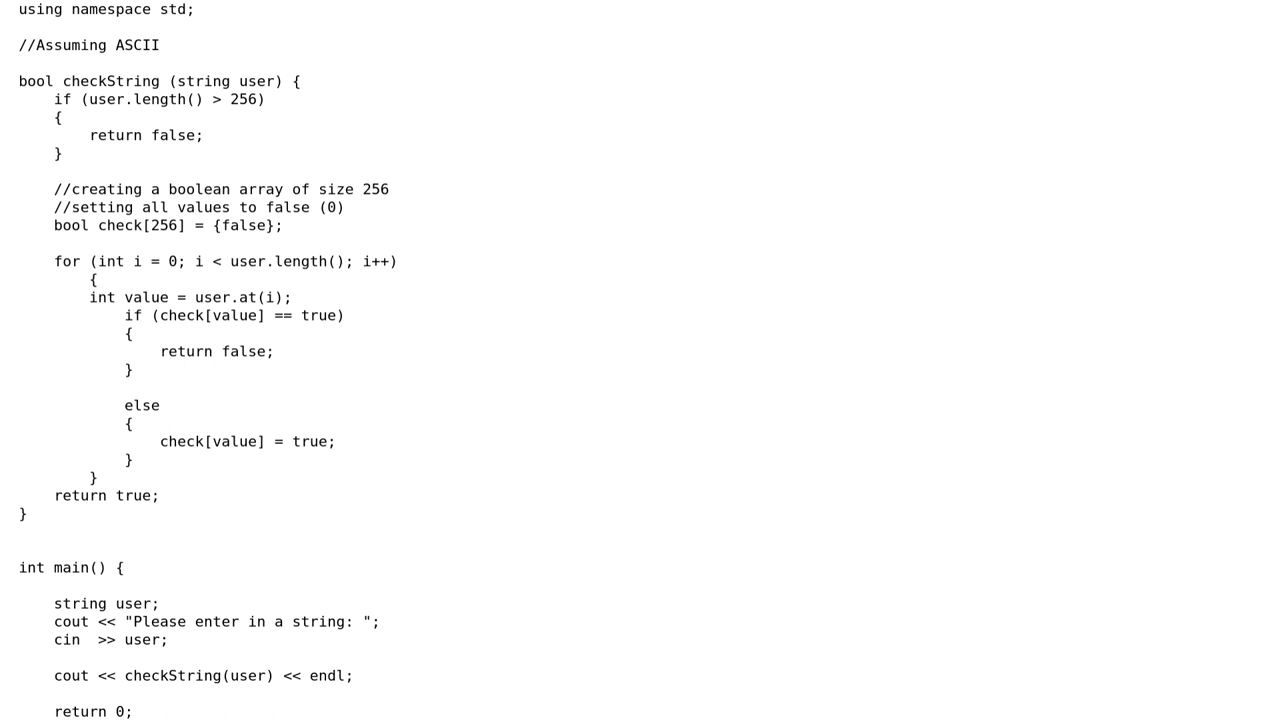 using namespace std;
//Assuming ASCII
bool checkString (string user) {
    if (user.length() > 256)
    {
        return false;
    }
    //creating a boolean array of size 256
    //setting all values to false (0)
    bool check[256] = {false};
    for (int i = 0; i < user.length(); i++)
        {
        int value = user.at(i);
            if (check[value] == true)
            {
                return false;
            }
            else
            {
                check[value] = true;
            }
        }
    return true;
}
int main() {
    string user;
    cout << "Please enter in a string: ";
    cin  >> user;
    cout << checkString(user) << endl;
    return 0;